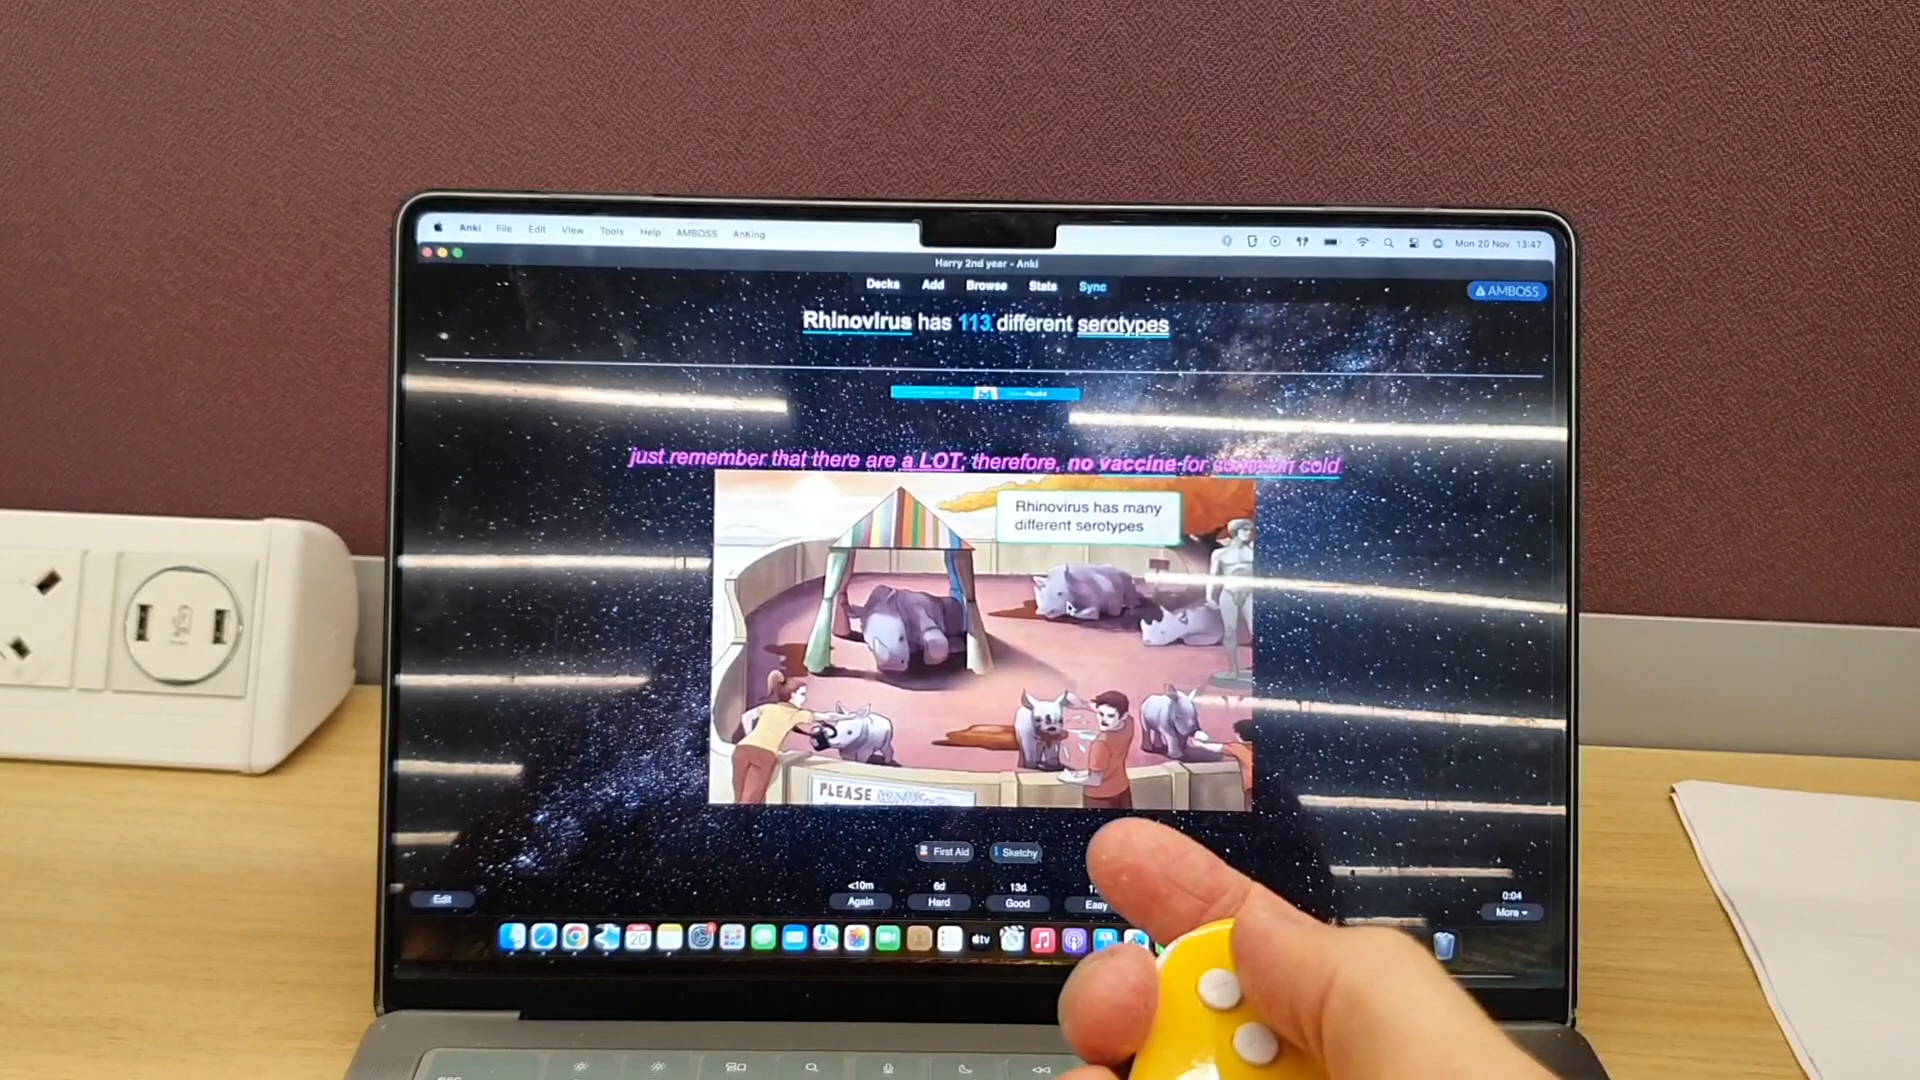 Anki File Edit View Tools Help AMBOSS AnKing
Mon 20 Nov 13:47
Harry 2nd year - Anki
Decks Add Browse Stats Sync
AMBOSS
Rhinovirus has 113 different serotypes
just remember that there are a LOT; therefore, no vaccine for common cold
Rhinovirus has many
different serotypes
PLEASE
First Aid Sketchy
<10m 6d 13d
0:04
Edit
Again Hard Good Easy
More
20
tv